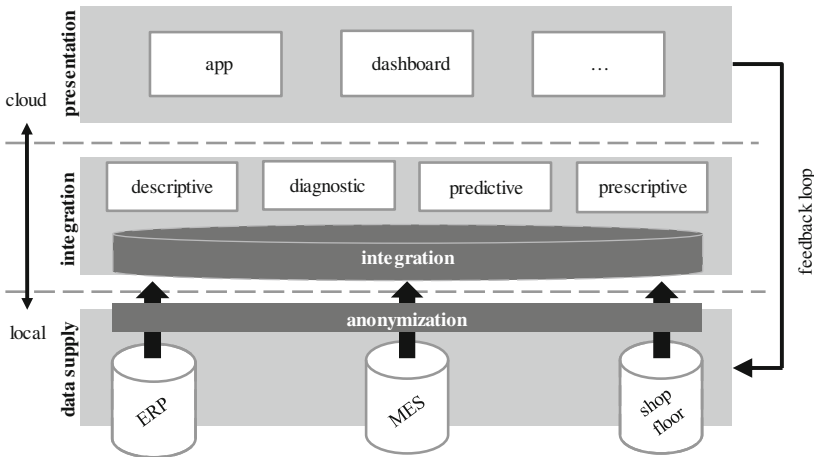 presentation
app
dashboard
...
cloud
integration
descriptive
diagnostic
predictive
prescriptive
integration
feedback loop
local
data supply
anonymization
ERP
MES
shop
floor